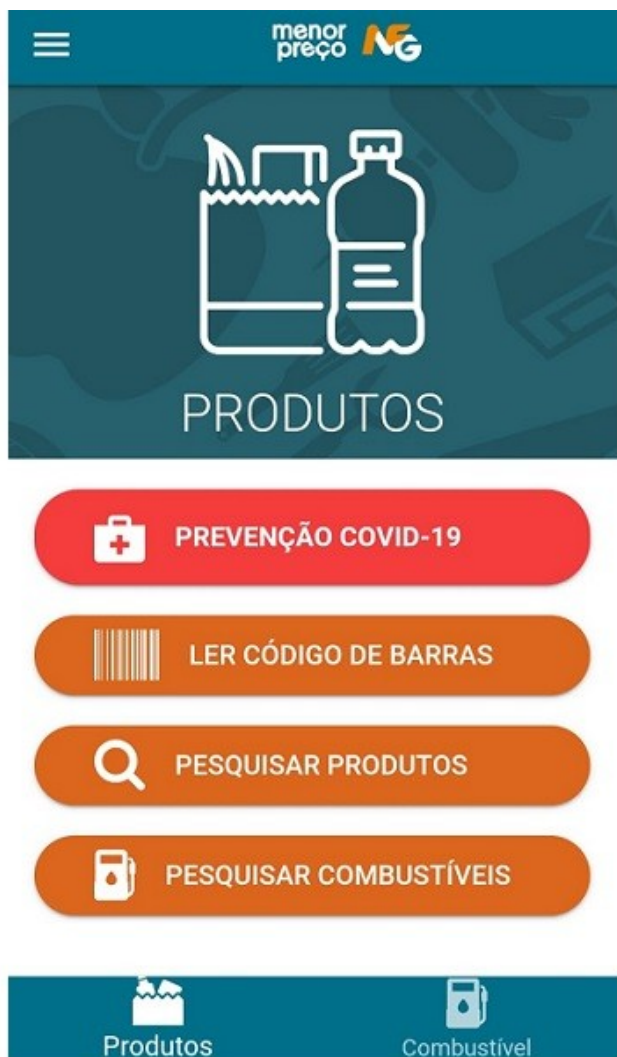 menor
preço NFG
PRODUTOS
PREVENÇÃO COVID-19
LER CÓDIGO DE BARRAS
PESQUISAR PRODUTOS
PESQUISAR COMBUSTÍVEIS
Produtos Combustível